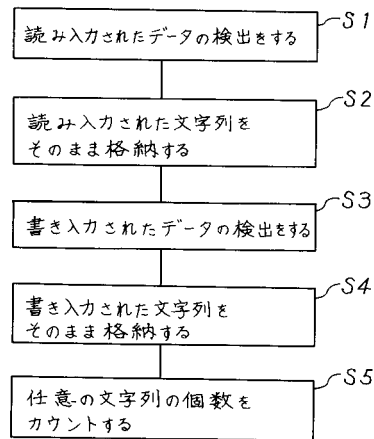 読み入力されたデータの検出をする
S1
読み入力された文字列を
そのまま格納する
S2
書き入力されたデータの検出をする
S3
書き入力された文字列を
そのまま格納する
S4
任意の文字列の個数を
カウントする
S5